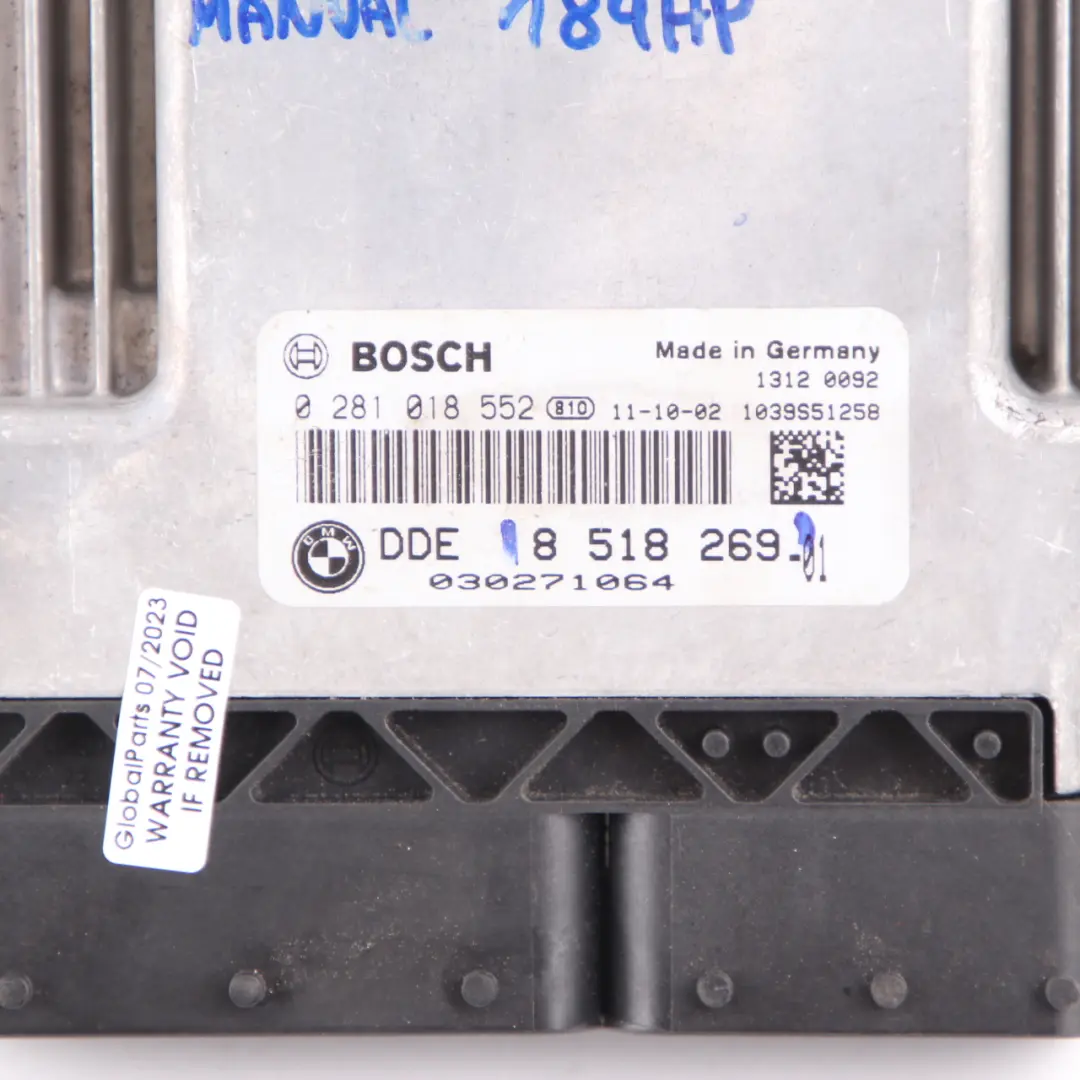 MANUAL 184HP
BOSCH
Made in Germany
1312 0092
0 281 018 552 810 11-10-02 1039S51258
BMW DDE 8 518 269.01
030271064
GlobalParts 07/2023
WARRANTY VOID
IF REMOVED